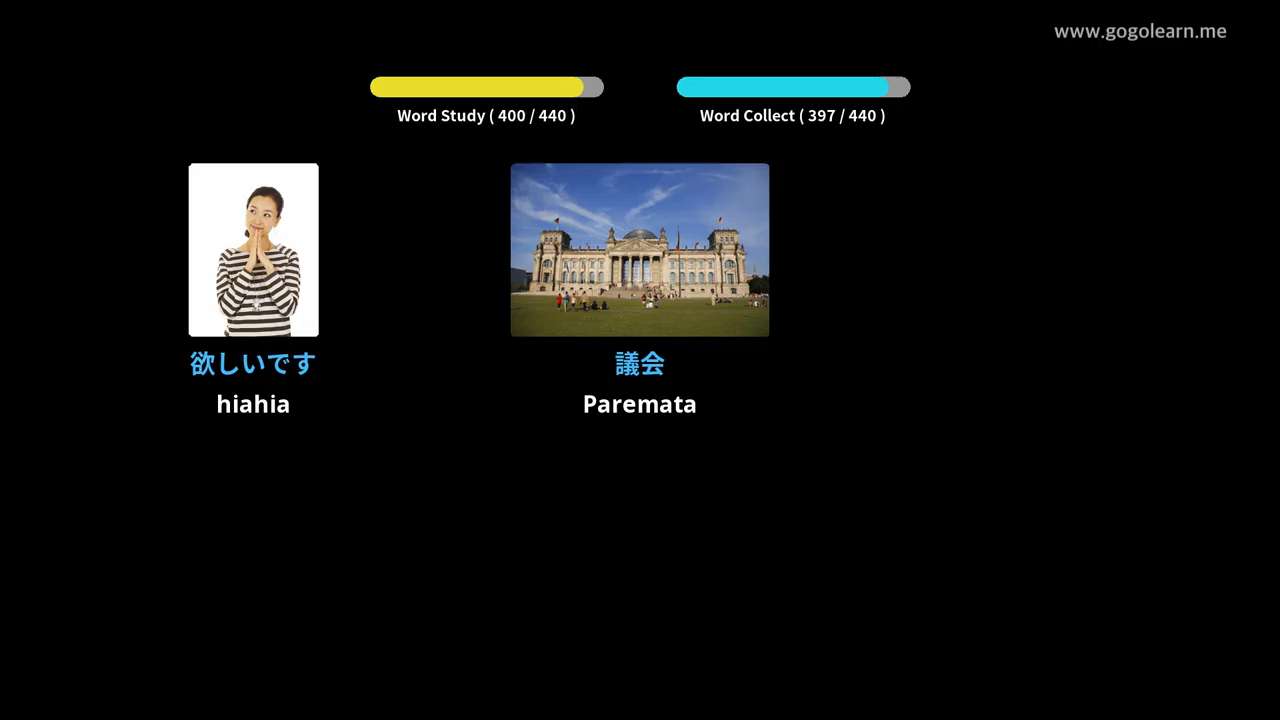 www.gogolearn.me
Word Study ( 400 / 440 )
Word Collect ( 397 / 440 )
欲しいです
議会
hiahia
Paremata